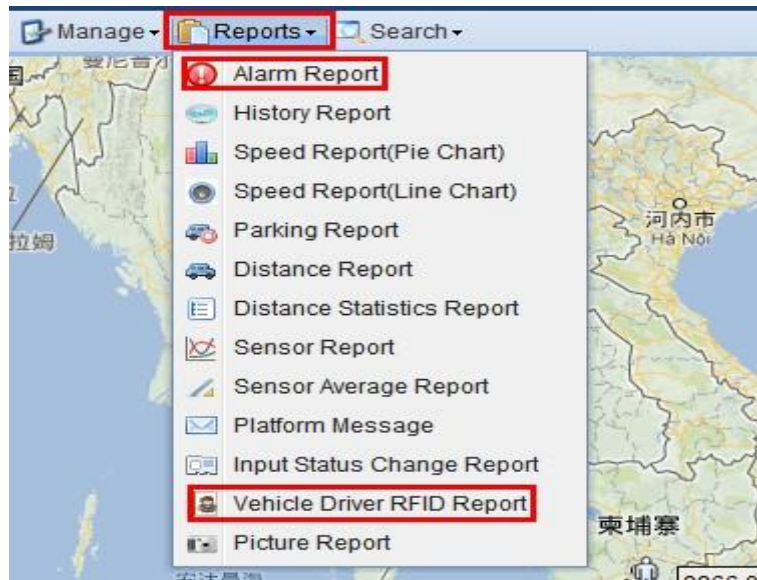 Manage Reports Search
Alarm Report
History Report
Speed Report(Pie Chart)
Speed Report(Line Chart)
河内市
Parking Report
Hà Nội
拉姆
Distance Report
Distance Statistics Report
Sensor Report
Sensor Average Report
Platform Message
Input Status Change Report
Vehicle Driver RFID Report
柬埔寨
Picture Report